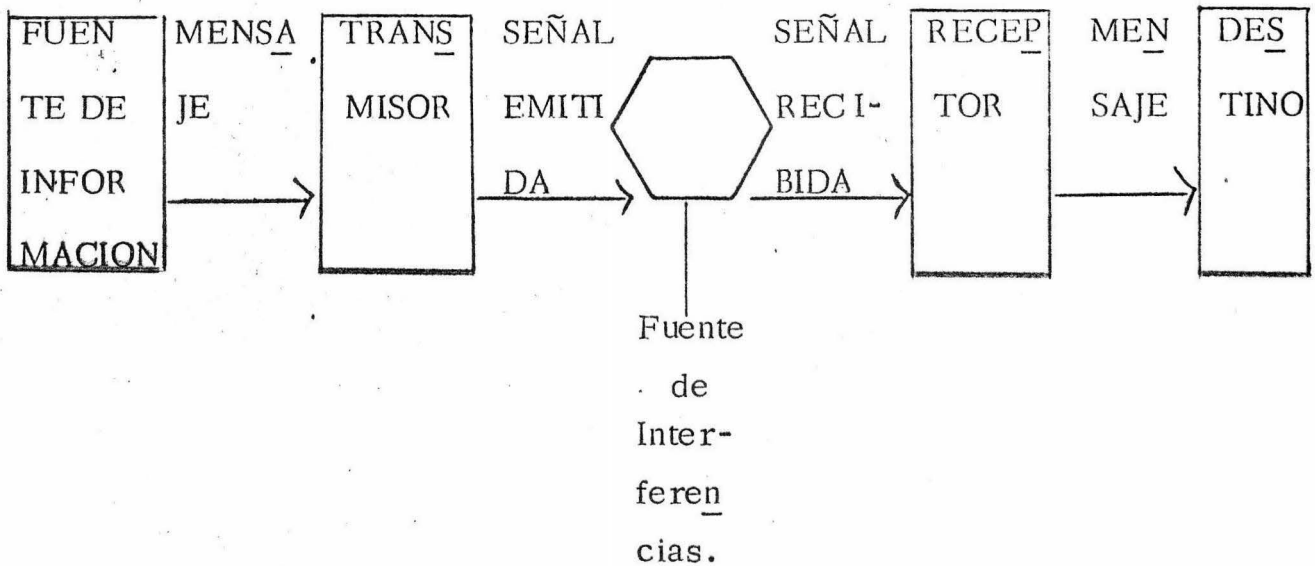 FUEN
TE DE
INFOR
MACION
MENSA
JE
TRANS
MISOR
SEÑAL
EMITI
DA
SEÑAL
RECI-
BIDA
RECEP
TOR
MEN
SAJE
DES
TINO
Fuente
de
Inter-
feren
cias.